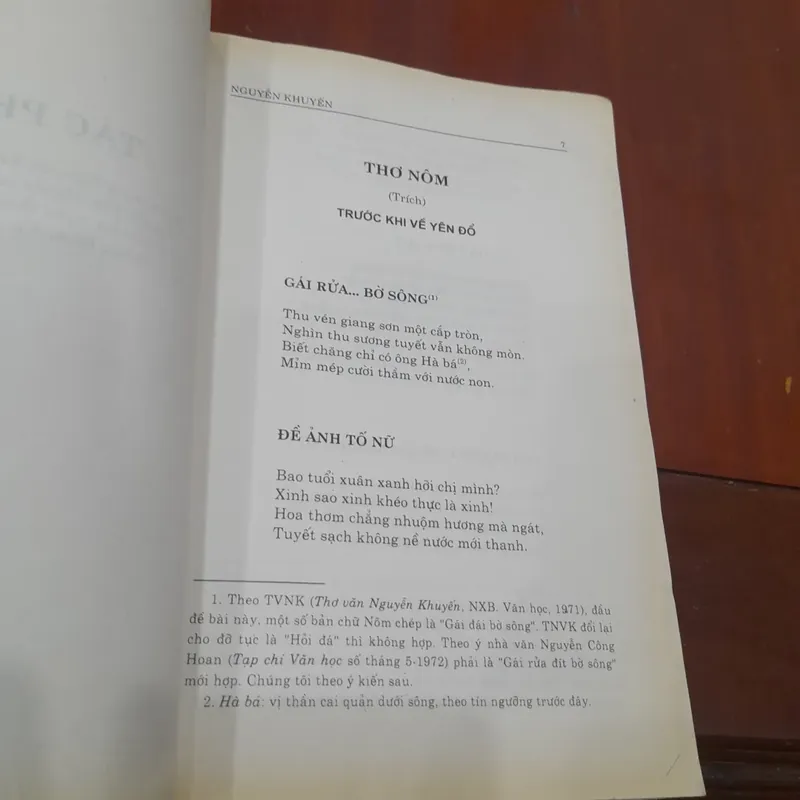 NGUYỄN KHUYẾN
7
THƠ NÔM
(Trích)
TRƯỚC KHI VỀ YÊN ĐỔ
GÁI RỬA... BỜ SÔNG(1)
Thu vén giang sơn một cắp tròn,
Nghìn thu sương tuyết vẫn không mòn.
Biết chăng chỉ có ông Hà bá(2),
Mỉm mép cười thầm với nước non.
ĐỀ ẢNH TỐ NỮ
Bao tuổi xuân xanh hỡi chị mình?
Xinh sao xinh khéo thực là xinh!
Hoa thơm chẳng nhuộm hương mà ngát,
Tuyết sạch không nề nước mới thanh.
1. Theo TVNK (Thơ văn Nguyễn Khuyến, NXB. Văn học, 1971), đầu
đề bài này, một số bản chữ Nôm chép là "Gái đái bờ sông". TNVK đổi lại
cho đỡ tục là "Hỏi đá" thì không hợp. Theo ý nhà văn Nguyễn Công
Hoan (Tạp chí Văn học số tháng 5-1972) phải là "Gái rửa đít bờ sông"
mới hợp. Chúng tôi theo ý kiến sau.
2. Hà bá: vị thần cai quản dưới sông, theo tín ngưỡng trước đây.
TÁC PH